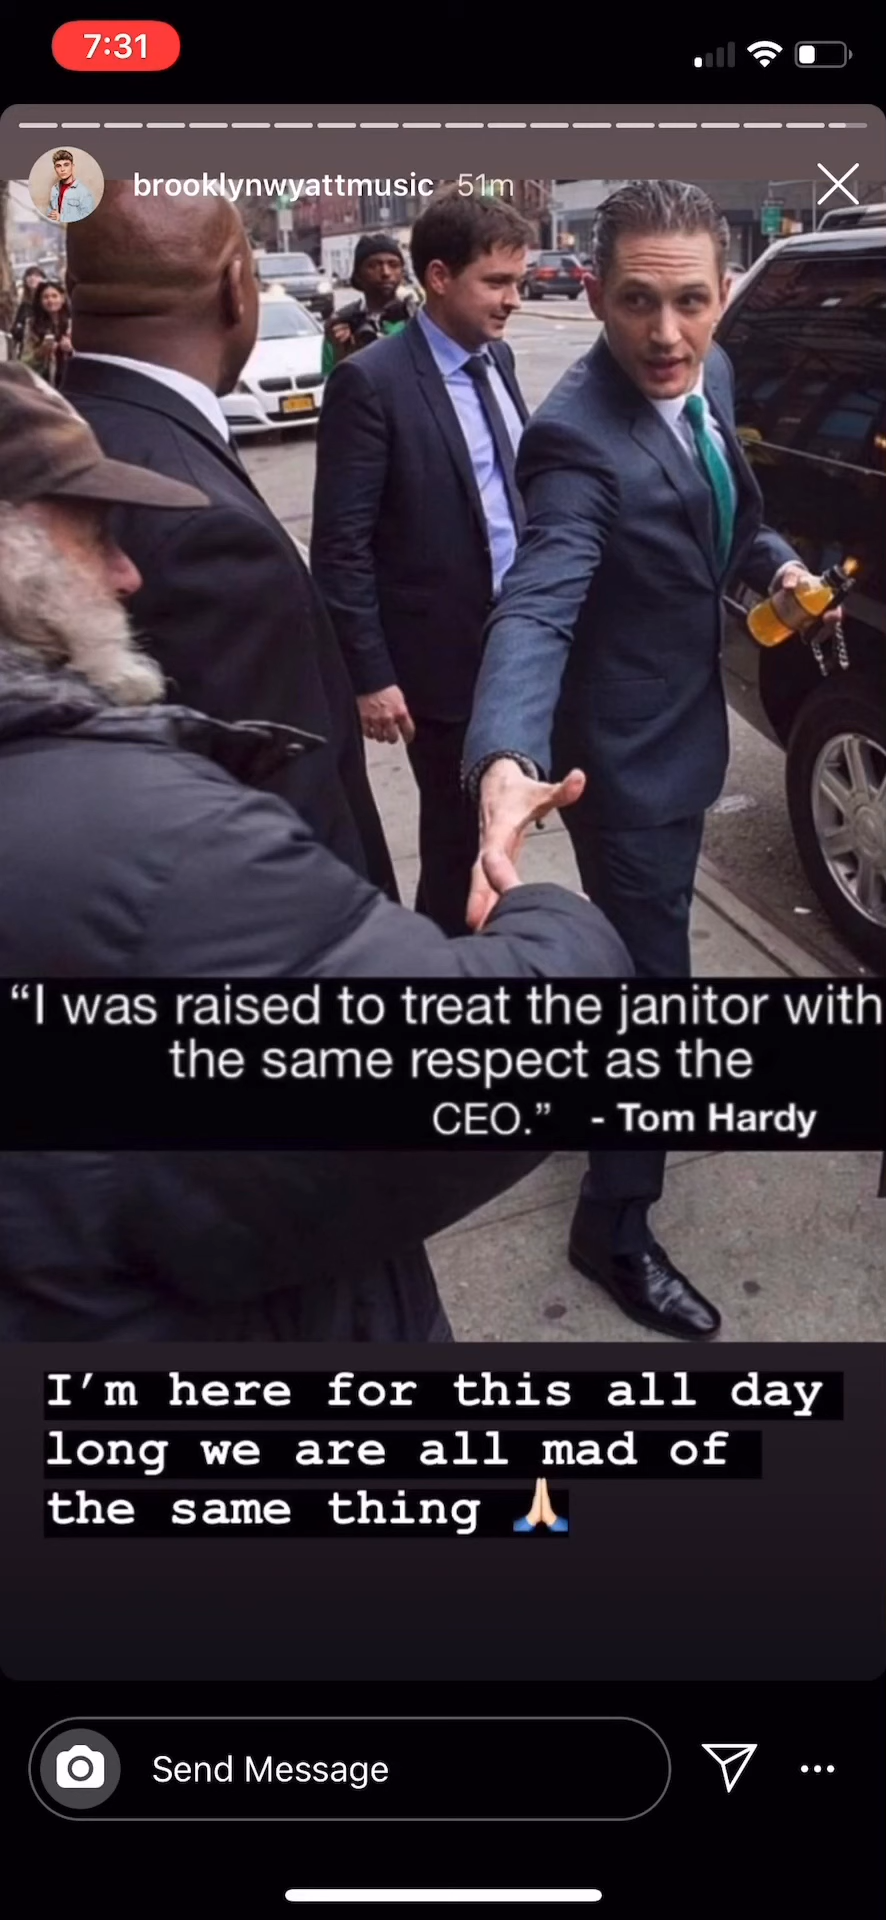 7:31
brooklynwyattmusic 51m
“I was raised to treat the janitor with
the same respect as the
CEO.” - Tom Hardy
I’m here for this all day
long we are all mad of
the same thing 🙏🏼
Send Message